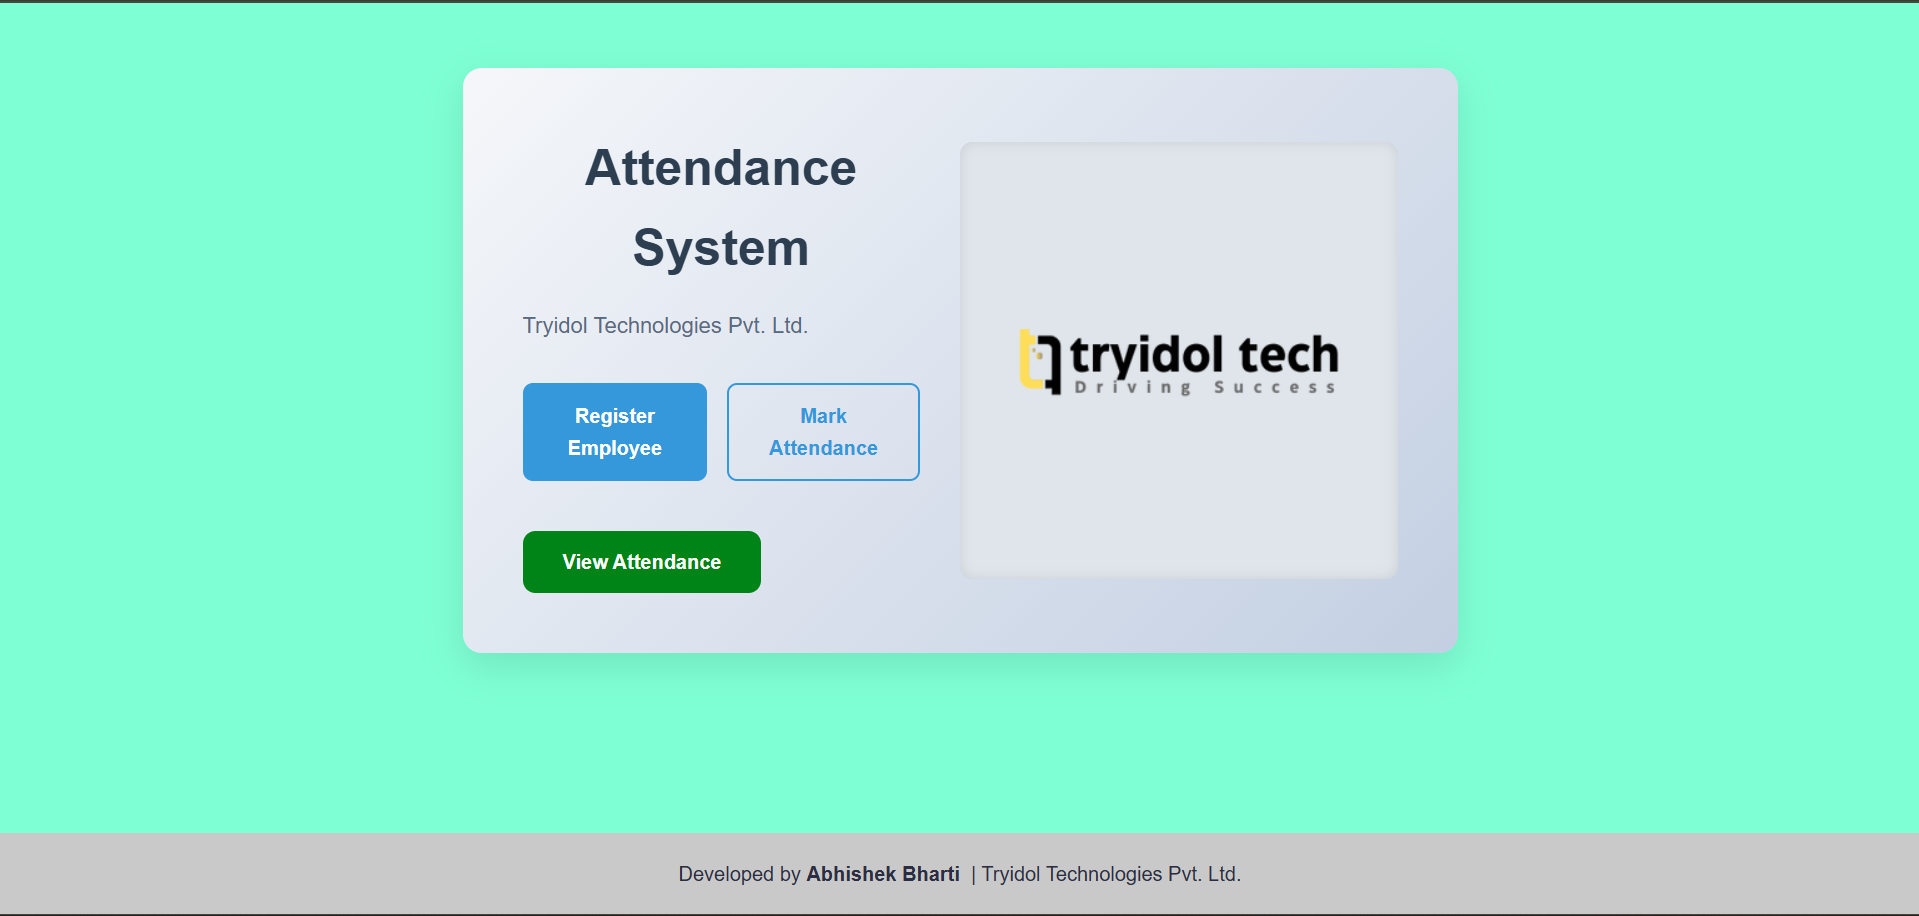 Attendance
System
Tryidol Technologies Pvt. Ltd.
Register
Employee
Mark
Attendance
View Attendance
tryidol tech
Driving Success
Developed by Abhishek Bharti | Tryidol Technologies Pvt. Ltd.